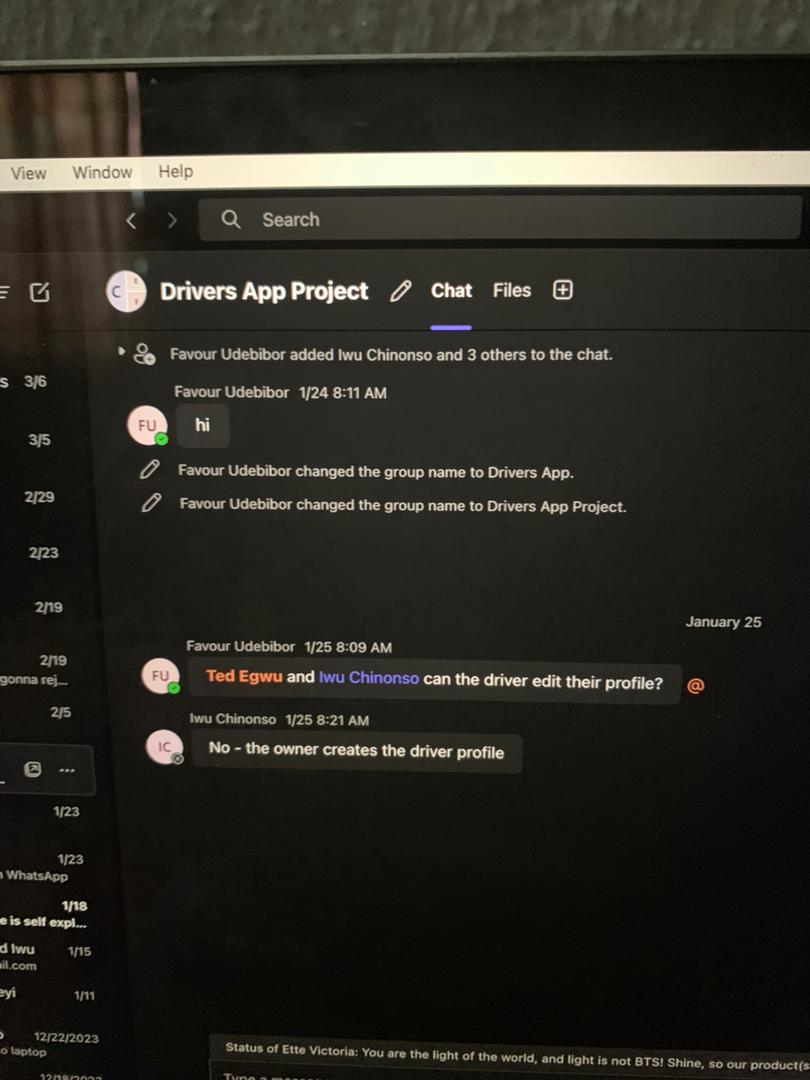 View Window Help
Search
Drivers App Project Chat Files
Favour Udebibor added Iwu Chinonso and 3 others to the chat.
s 3/6
Favour Udebibor 1/24 8:11 AM
FU hi
3/5
Favour Udebibor changed the group name to Drivers App.
2/29
Favour Udebibor changed the group name to Drivers App Project.
2/23
2/19
January 25
Favour Udebibor 1/25 8:09 AM
2/19
gonna rej...
FU Ted Egwu and Iwu Chinonso can the driver edit their profile? @
2/5
Iwu Chinonso 1/25 8:21 AM
IC No - the owner creates the driver profile
...
1/23
1/23
WhatsApp
1/18
e is self expl...
d Iwu 1/15
il.com
eyi 1/11
12/22/2023
o laptop
Status of Ette Victoria: You are the light of the world, and light is not BTS! Shine, so our product(s